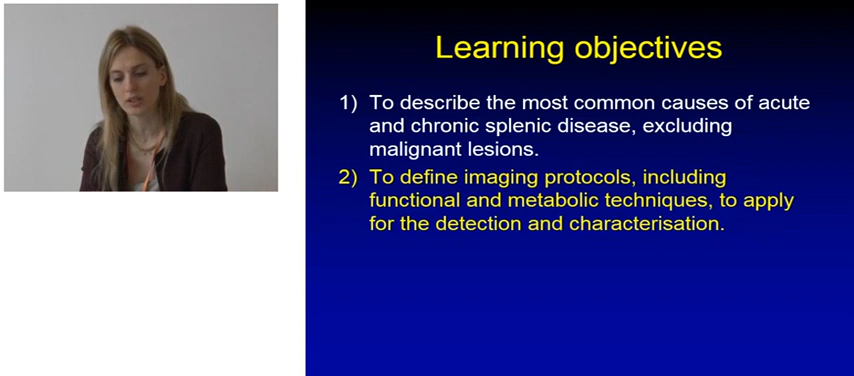 Learning objectives
1) To describe the most common causes of acute
and chronic splenic disease, excluding
malignant lesions.
2) To define imaging protocols, including
functional and metabolic techniques, to apply
for the detection and characterisation.